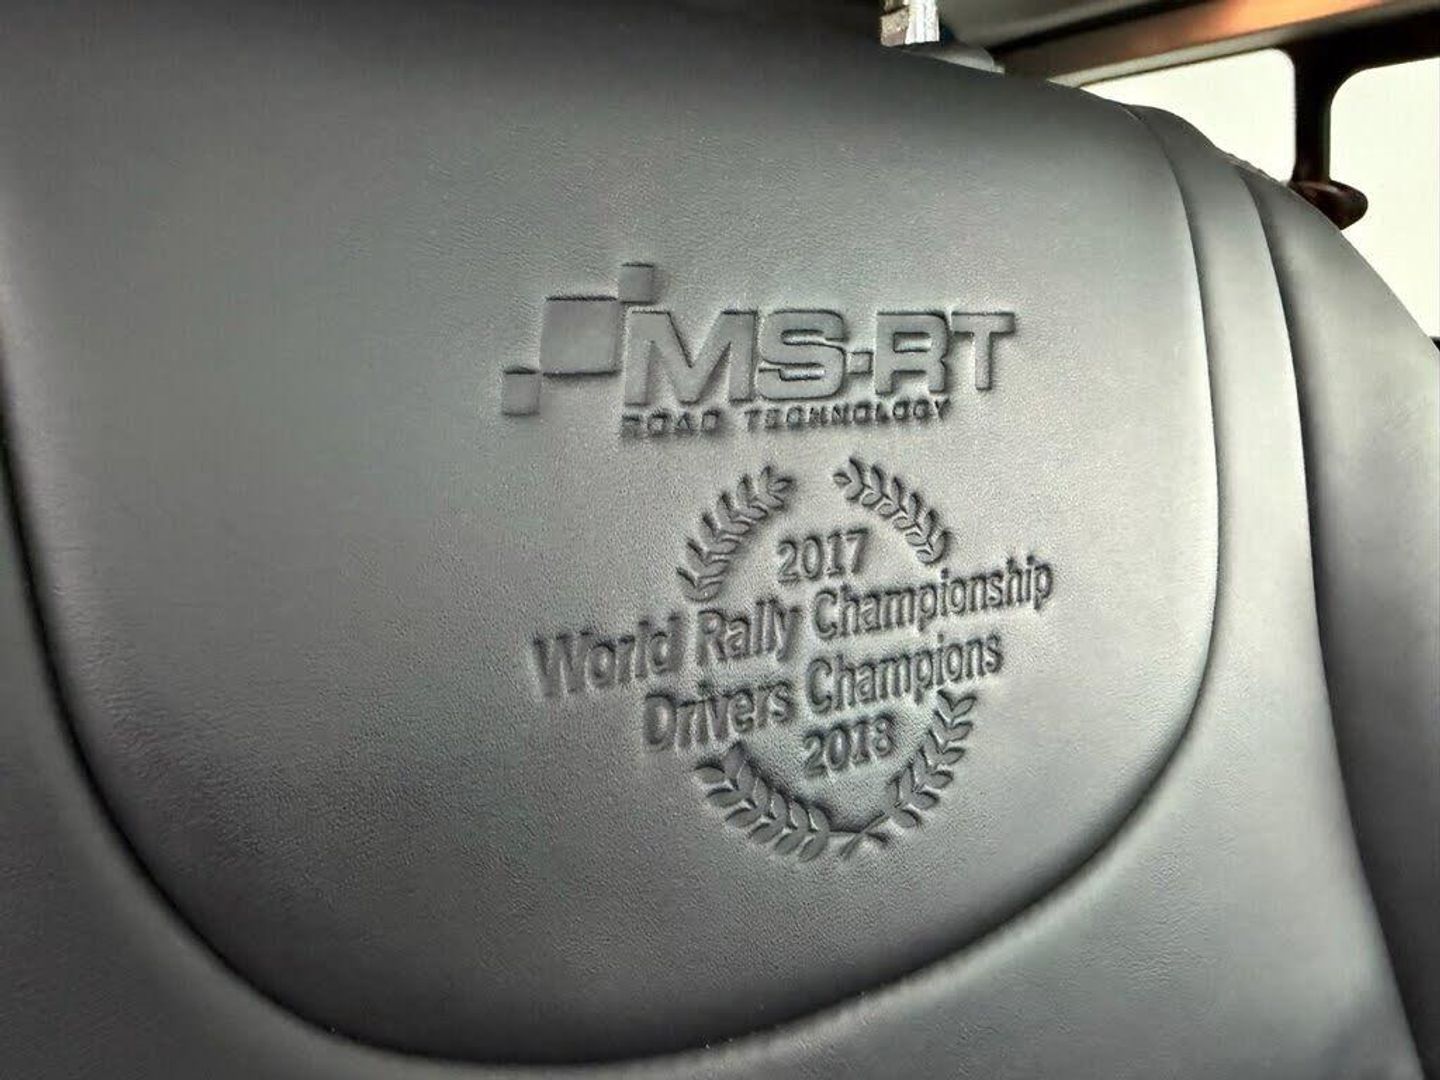 MS-RT
ROAD TECHNOLOGY
2017
World Rally Championship
Drivers Champions
2018